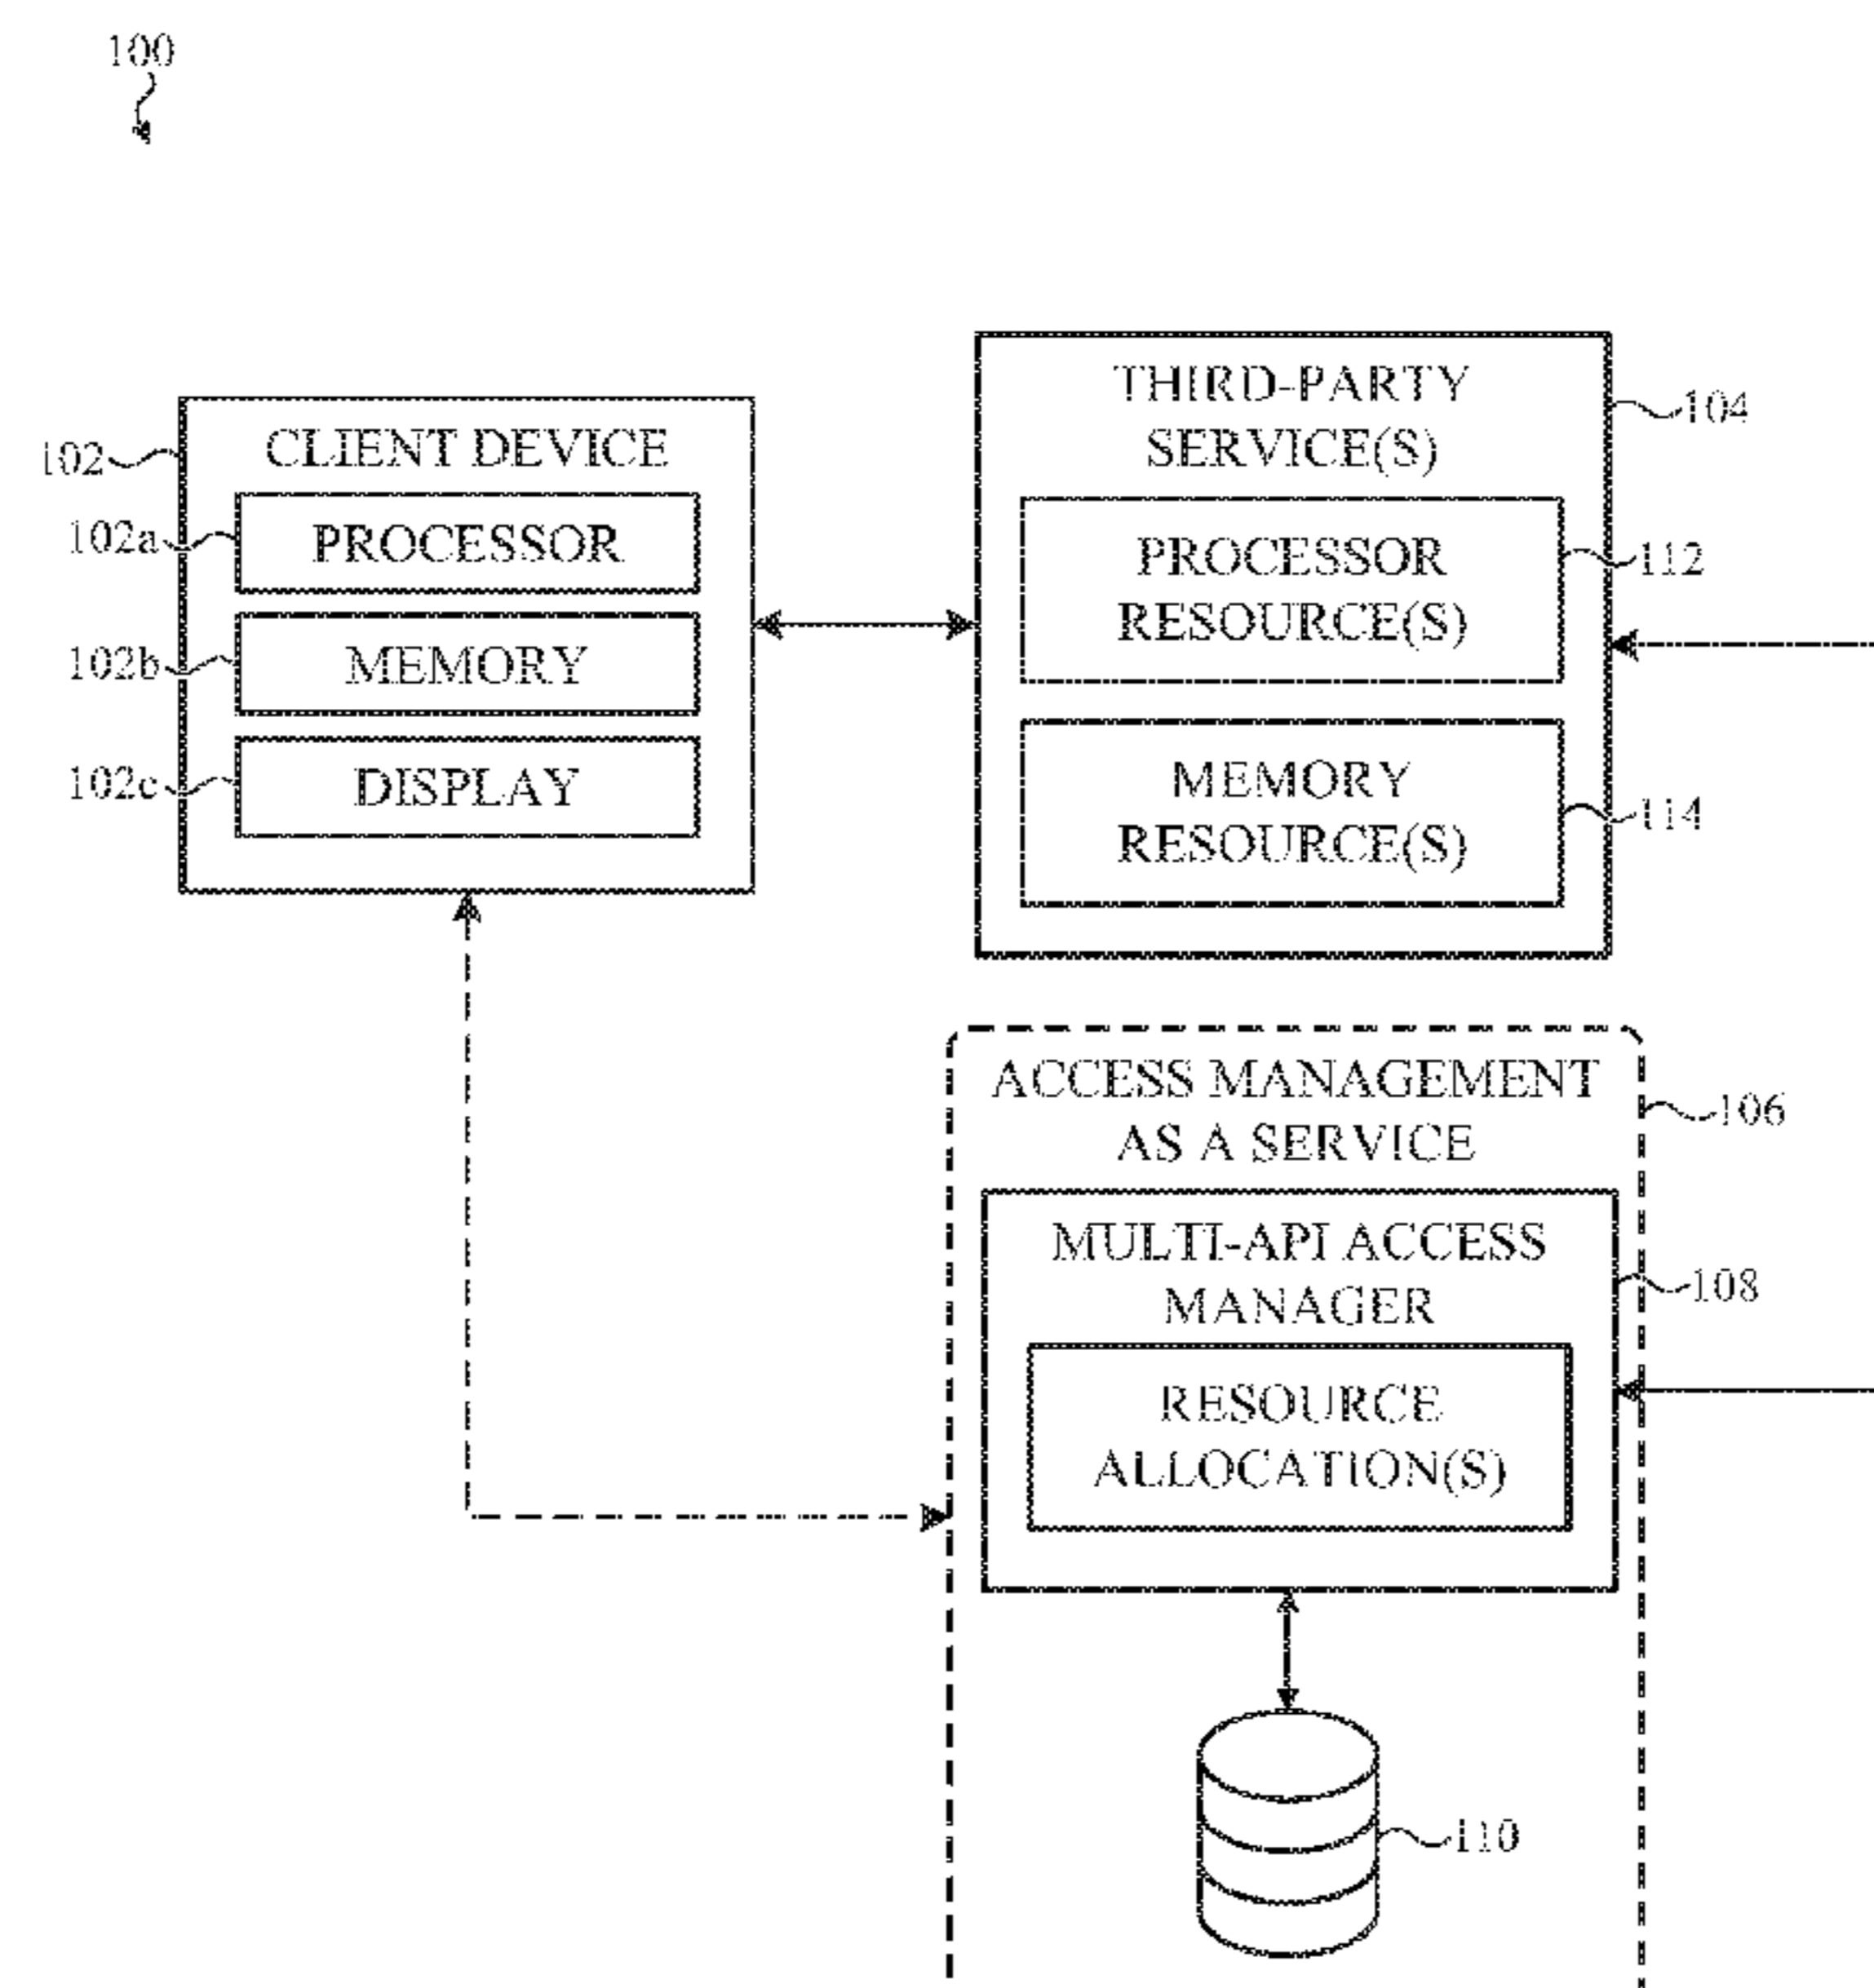 100
CLIENT DEVICE
102
PROCESSOR
102a
MEMORY
102b
DISPLAY
102c
THIRD-PARTY
SERVICE(S)
104
PROCESSOR
RESOURCE(S)
112
MEMORY
RESOURCE(S)
114
ACCESS MANAGEMENT
AS A SERVICE
106
MULTI-API ACCESS
MANAGER
108
RESOURCE
ALLOCATION(S)
110